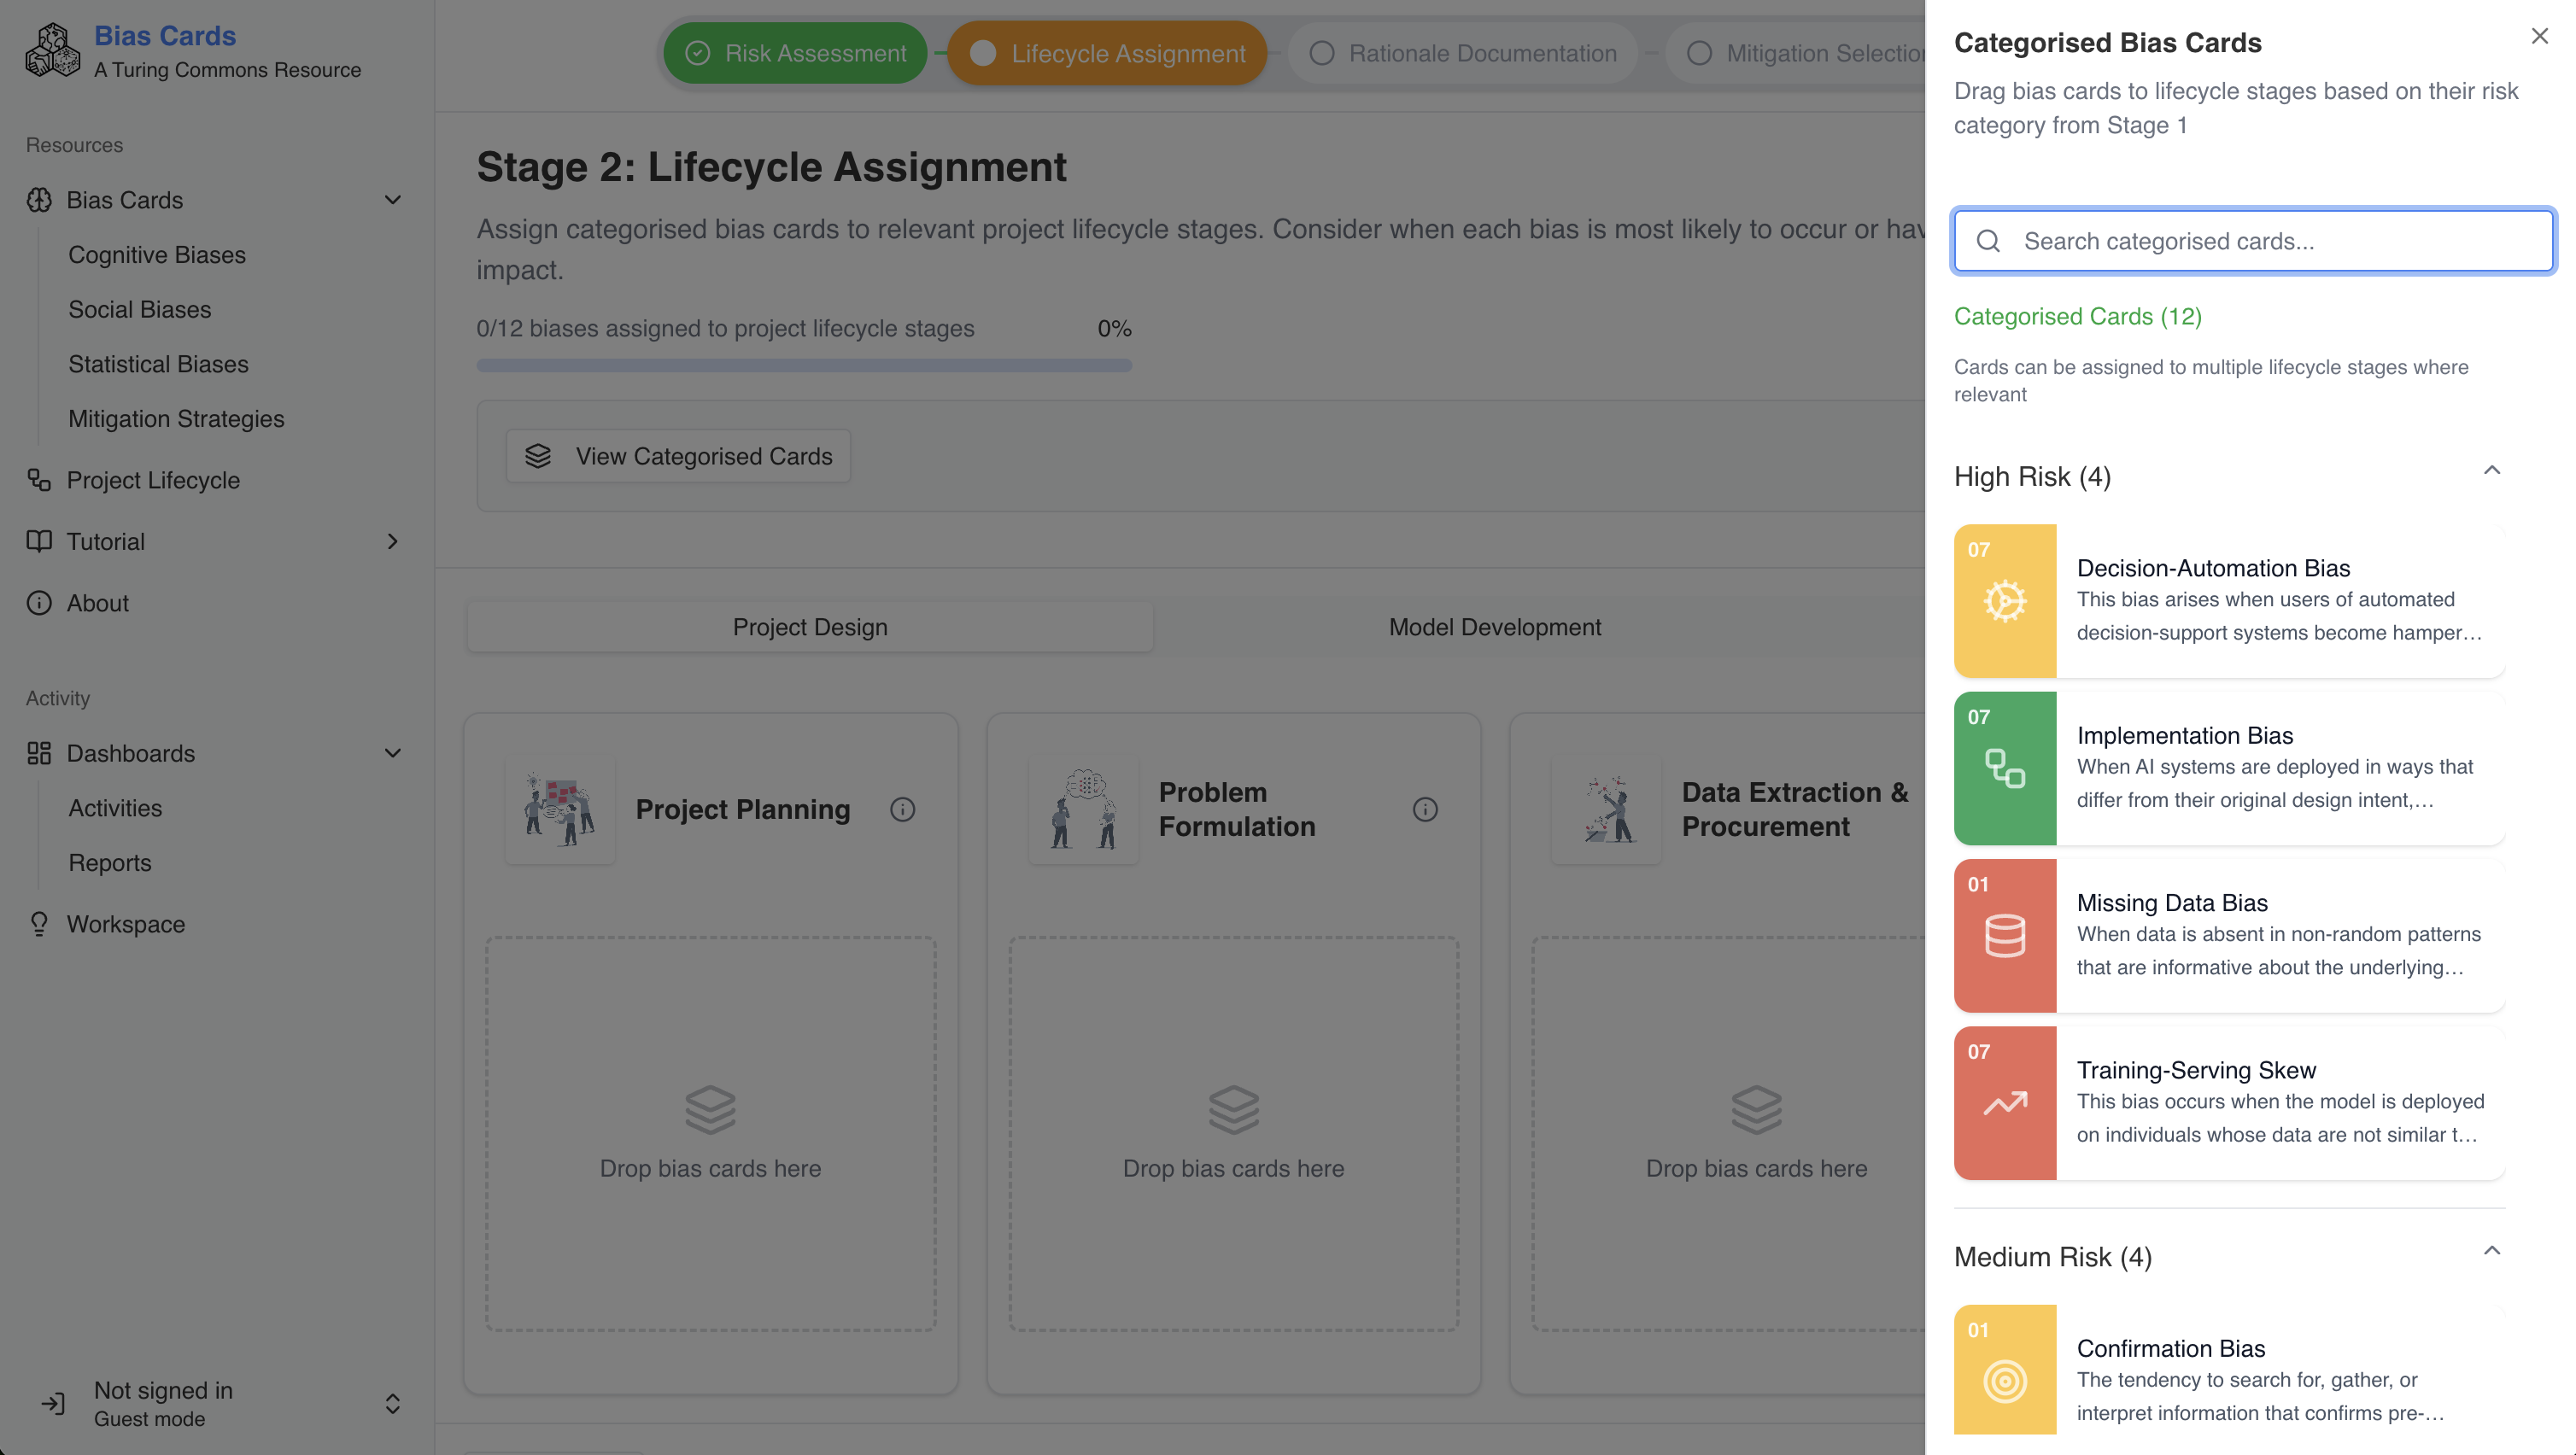 Bias Cards
A Turing Commons Resource
Resources
Bias Cards
Cognitive Biases
Social Biases
Statistical Biases
Mitigation Strategies
Project Lifecycle
Tutorial
About
Activity
Dashboards
Activities
Reports
Workspace
Not signed in
Guest mode
Risk Assessment
Lifecycle Assignment
Rationale Documentation
Mitigation Selection
Stage 2: Lifecycle Assignment
Assign categorised bias cards to relevant project lifecycle stages. Consider when each bias is most likely to occur or
impact.
0/12 biases assigned to project lifecycle stages 0%
View Categorised Cards
Project Design
Model Development
Project Planning
Drop bias cards here
Problem
Formulation
Drop bias cards here
Data Extraction &
Procurement
Drop bias cards here
Categorised Bias Cards
Drag bias cards to lifecycle stages based on their risk
category from Stage 1
Search categorised cards...
Categorised Cards (12)
Cards can be assigned to multiple lifecycle stages where
relevant
High Risk (4)
07
Decision-Automation Bias
This bias arises when users of automated
decision-support systems become hamper…
07
Implementation Bias
When AI systems are deployed in ways that
differ from their original design intent,…
01
Missing Data Bias
When data is absent in non-random patterns
that are informative about the underlying…
07
Training-Serving Skew
This bias occurs when the model is deployed
on individuals whose data are not similar t…
Medium Risk (4)
01
Confirmation Bias
The tendency to search for, gather, or
interpret information that confirms pre-…